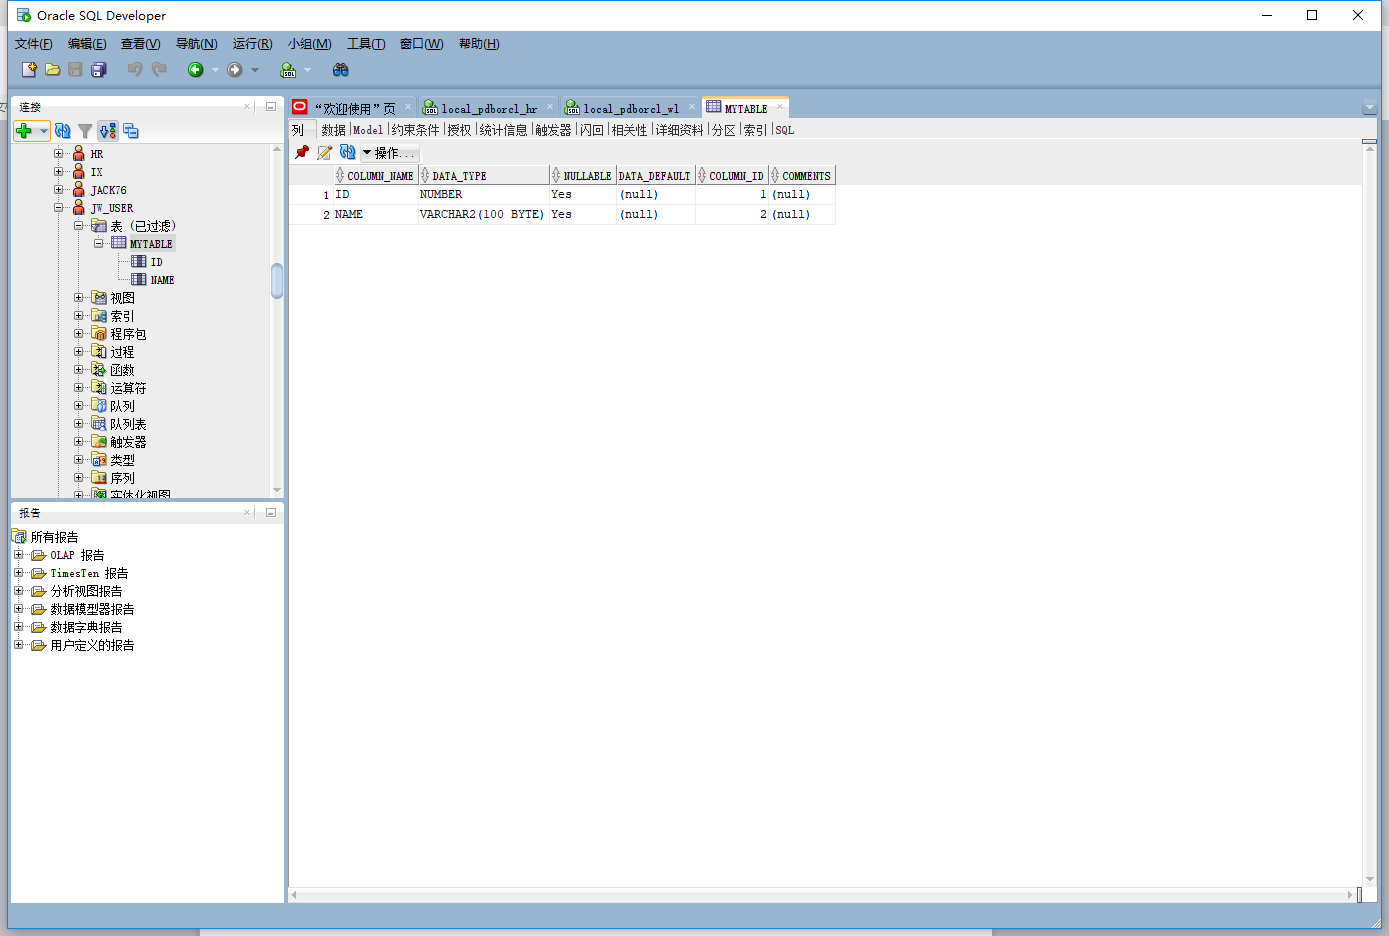 Oracle SQL Developer
文件(F) 编辑(E) 查看(V) 导航(N) 运行(R) 小组(M) 工具(T) 窗口(W) 帮助(H)
连接
HR
IX
JACK76
JW_USER
表 (已过滤)
MYTABLE
ID
NAME
视图
索引
程序包
过程
函数
运算符
队列
队列表
触发器
类型
序列
实体化视图
报告
所有报告
OLAP 报告
TimesTen 报告
分析视图报告
数据模型器报告
数据字典报告
用户定义的报告
“欢迎使用”页 local_pdborcl_hr local_pdborcl_wl MYTABLE
列 数据 Model 约束条件 授权 统计信息 触发器 闪回 相关性 详细资料 分区 索引 SQL
操作...
COLUMN_NAME DATA_TYPE NULLABLE DATA_DEFAULT COLUMN_ID COMMENTS
1 ID NUMBER Yes (null) 1 (null)
2 NAME VARCHAR2(100 BYTE) Yes (null) 2 (null)